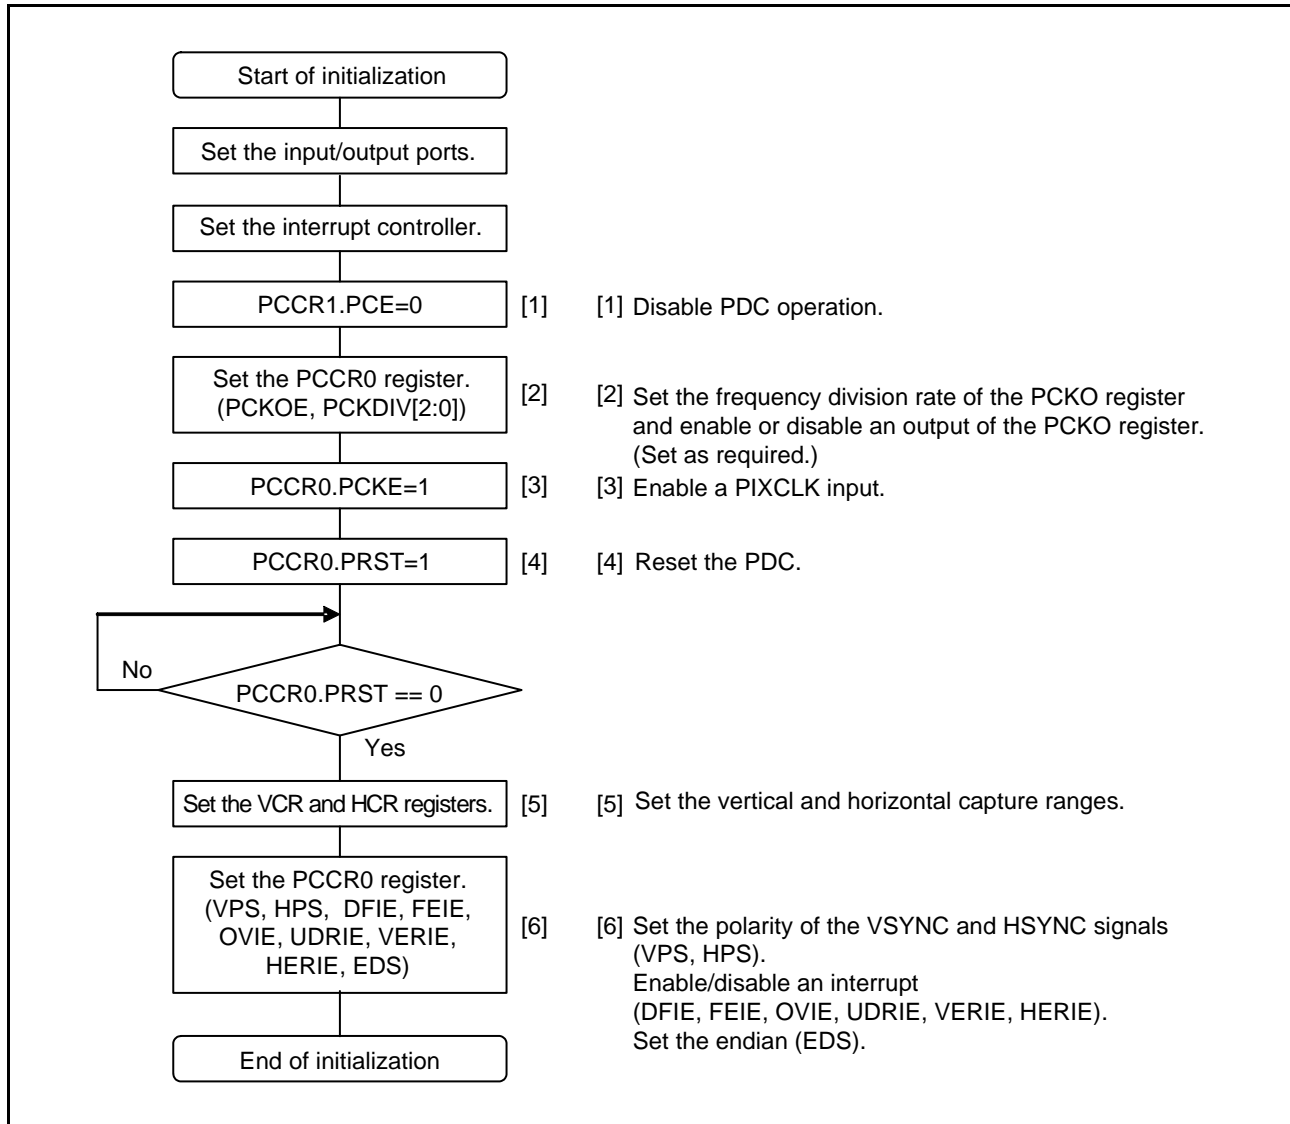 Start of initialization
Set the input/output ports.
Set the interrupt controller.
PCCR1.PCE=0 [1] [1] Disable PDC operation.
Set the PCCR0 register.
(PCKOE, PCKDIV[2:0])
[2] [2] Set the frequency division rate of the PCKO register
and enable or disable an output of the PCKO register.
(Set as required.)
PCCR0.PCKE=1 [3] [3] Enable a PIXCLK input.
PCCR0.PRST=1 [4] [4] Reset the PDC.
No
PCCR0.PRST == 0
Yes
Set the VCR and HCR registers. [5] [5] Set the vertical and horizontal capture ranges.
Set the PCCR0 register.
(VPS, HPS, DFIE, FEIE,
OVIE, UDRIE, VERIE,
HERIE, EDS)
[6] [6] Set the polarity of the VSYNC and HSYNC signals
(VPS, HPS).
Enable/disable an interrupt
(DFIE, FEIE, OVIE, UDRIE, VERIE, HERIE).
Set the endian (EDS).
End of initialization